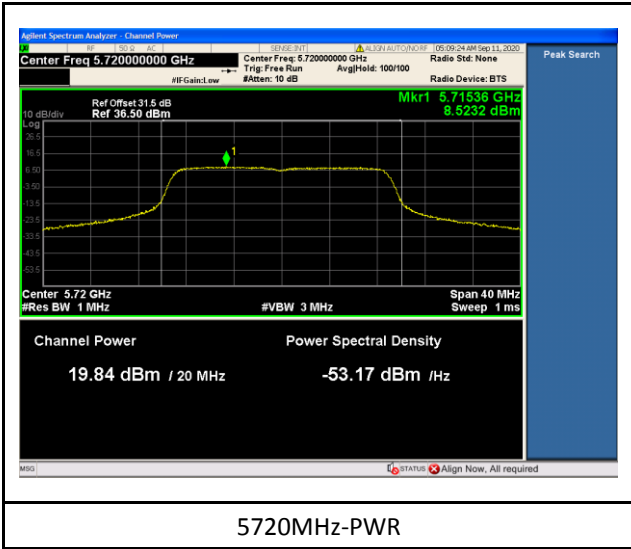 Agilent Spectrum Analyzer - Channel Power
RF 50 Ω AC SENSE:INT ALIGN AUTO/NO RF 05:09:24 AM Sep 11, 2020
Center Freq 5.720000000 GHz Center Freq: 5.720000000 GHz Radio Std: None Peak Search
Trig: Free Run Avg|Hold: 100/100
#IFGain:Low #Atten: 10 dB Radio Device: BTS
Ref Offset 31.5 dB Mkr1 5.71536 GHz
10 dB/div Ref 36.50 dBm 8.5232 dBm
Log
26.5
1
16.5
6.50
-3.50
-13.5
-23.5
-33.5
-43.5
-53.5
Center 5.72 GHz Span 40 MHz
#Res BW 1 MHz #VBW 3 MHz Sweep 1 ms
Channel Power Power Spectral Density
19.84 dBm / 20 MHz -53.17 dBm /Hz
MSG STATUS Align Now, All required
5720MHz-PWR